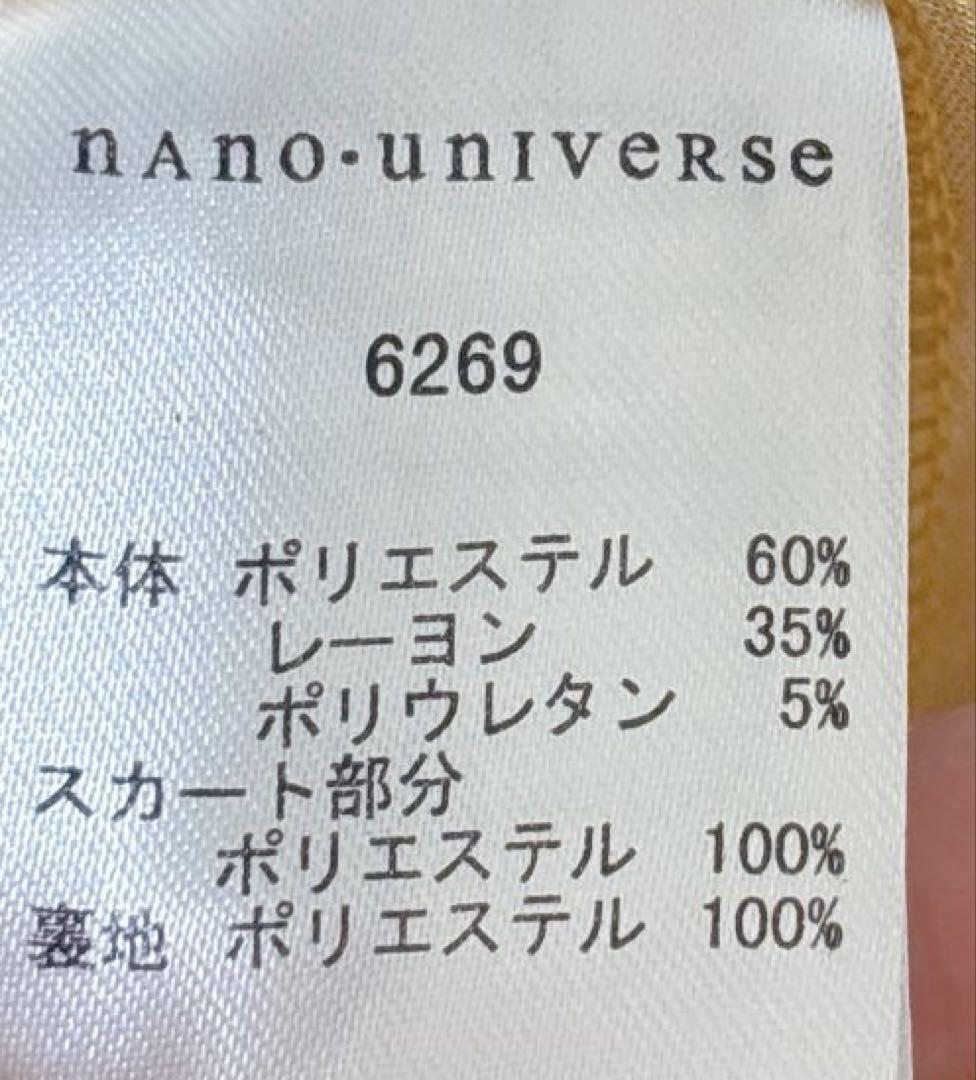 nAno·unIveRse
6269
本体 ポリエステル 60%
レーヨン 35%
ポリウレタン 5%
スカート部分
ポリエステル 100%
裏地 ポリエステル 100%